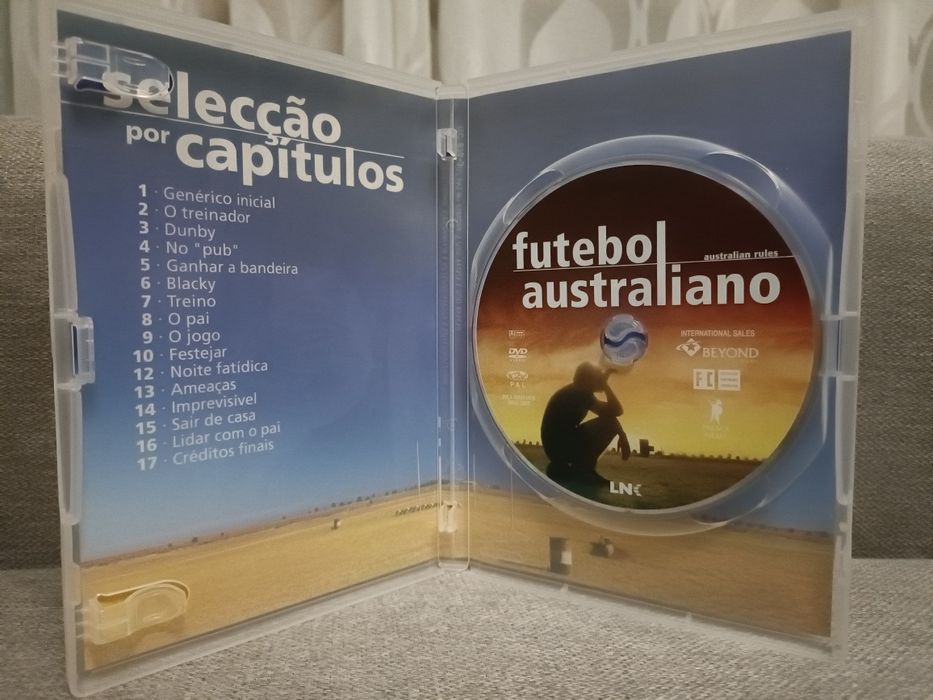 selecção
por capítulos
1 · Genérico inicial
2 · O treinador
3 · Dunby
4 · No "pub"
5 · Ganhar a bandeira
6 · Blacky
7 · Treino
8 · O pai
9 · O jogo
10 · Festejar
12 · Noite fatídica
13 · Ameaças
14 · Imprevisivel
15 · Sair de casa
16 · Lidar com o pai
17 · Créditos finais
futebol
australian rules
australiano
INTERNATIONAL SALES
BEYOND
DVD
VIDEO
PAL
LNK